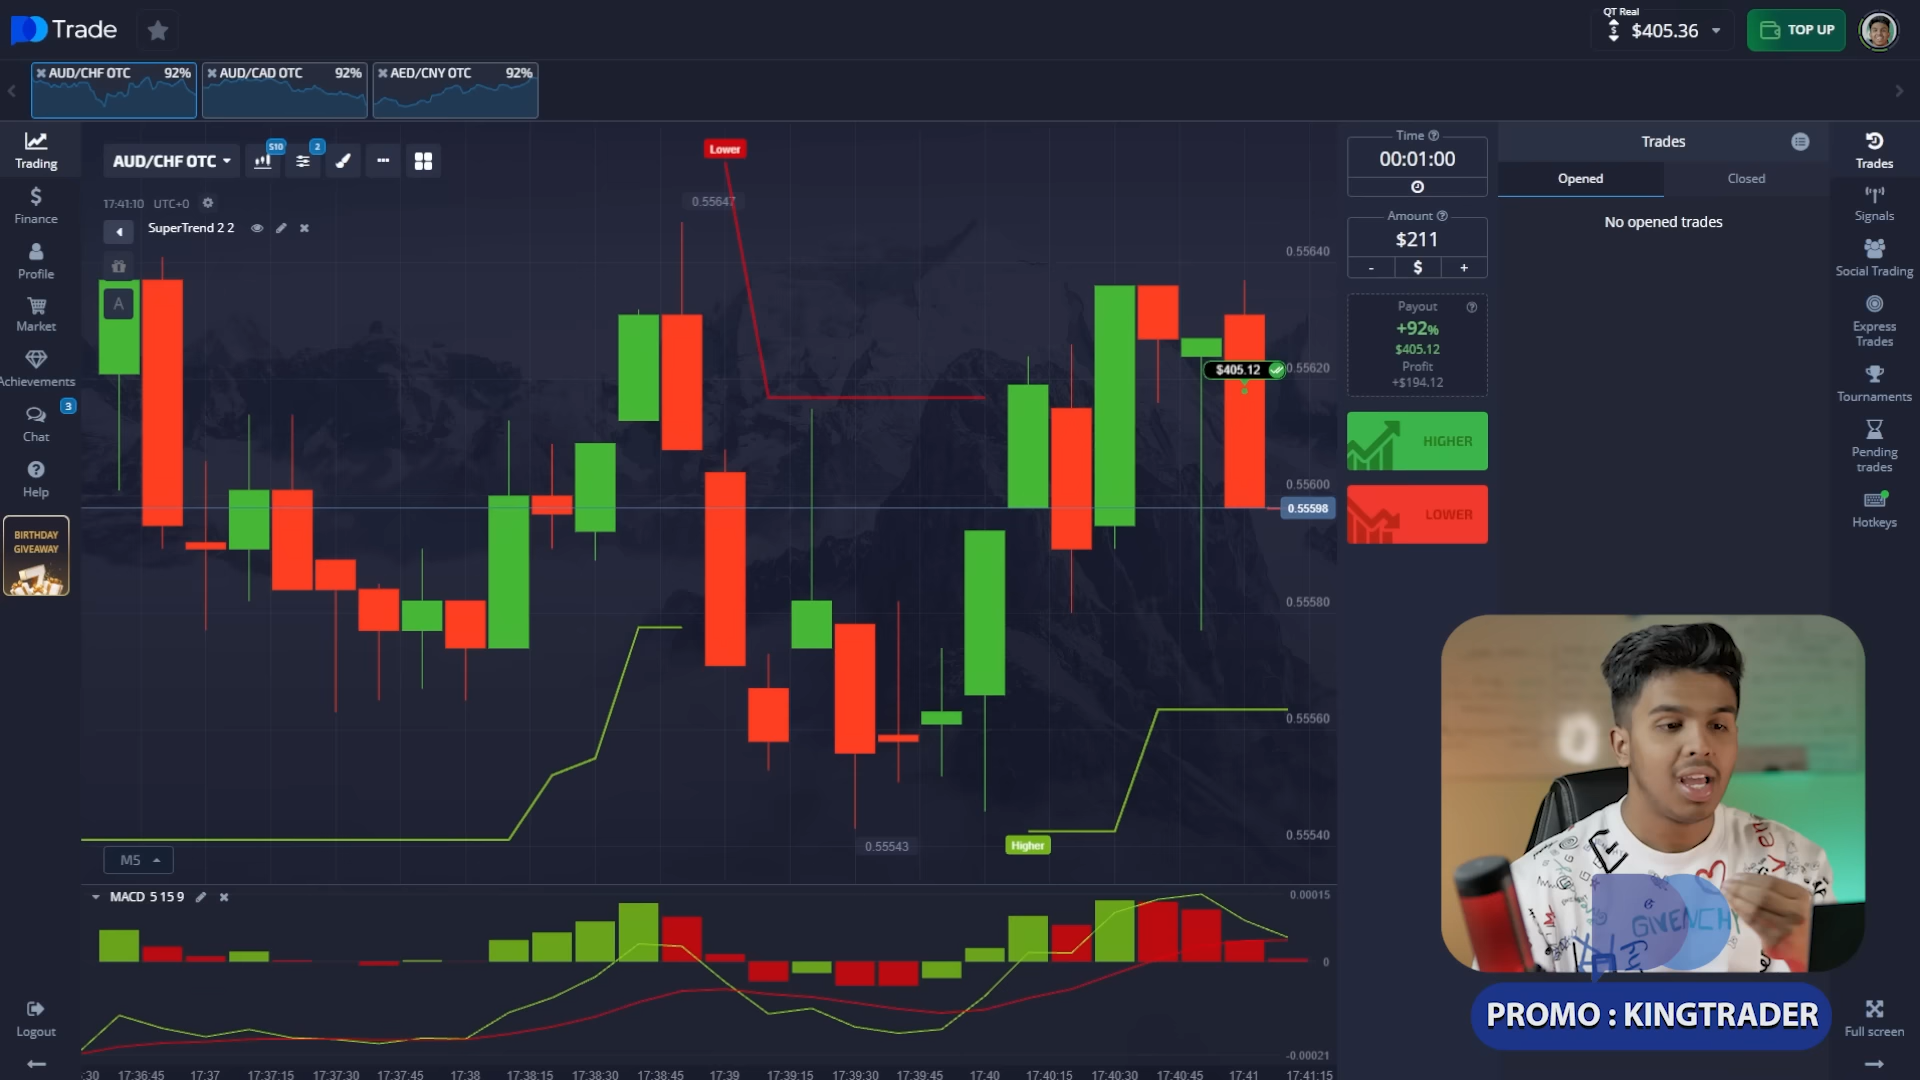 Trade
QT Real
$405.36
TOP UP
AUD/CHF OTC 92%
AUD/CAD OTC 92%
AED/CNY OTC 92%
Trading
Finance
Profile
Market
Achievements
Chat
3
Help
BIRTHDAY
GIVEAWAY
Logout
AUD/CHF OTC
S10
2
17:41:10 UTC+0
SuperTrend 2 2
A
Lower
0.55647
0.55640
0.55620
$405.12
0.55600
0.55598
0.55580
0.55560
0.55540
0.55543
Higher
M5
MACD 5 15 9
0.00015
0
-0.00021
:30 17:36:45 17:37 17:37:15 17:37:30 17:37:45 17:38 17:38:15 17:38:30 17:38:45 17:39 17:39:15 17:39:30 17:39:45 17:40 17:40:15 17:40:30 17:40:45 17:41 17:41:15
Time
00:01:00
Amount
$211
- $ +
Payout
+92%
$405.12
Profit
+$194.12
HIGHER
LOWER
Trades
Opened Closed
No opened trades
Trades
Signals
Social Trading
Express
Trades
Tournaments
Pending
trades
Hotkeys
GIVENCHY
PROMO : KINGTRADER
Full screen